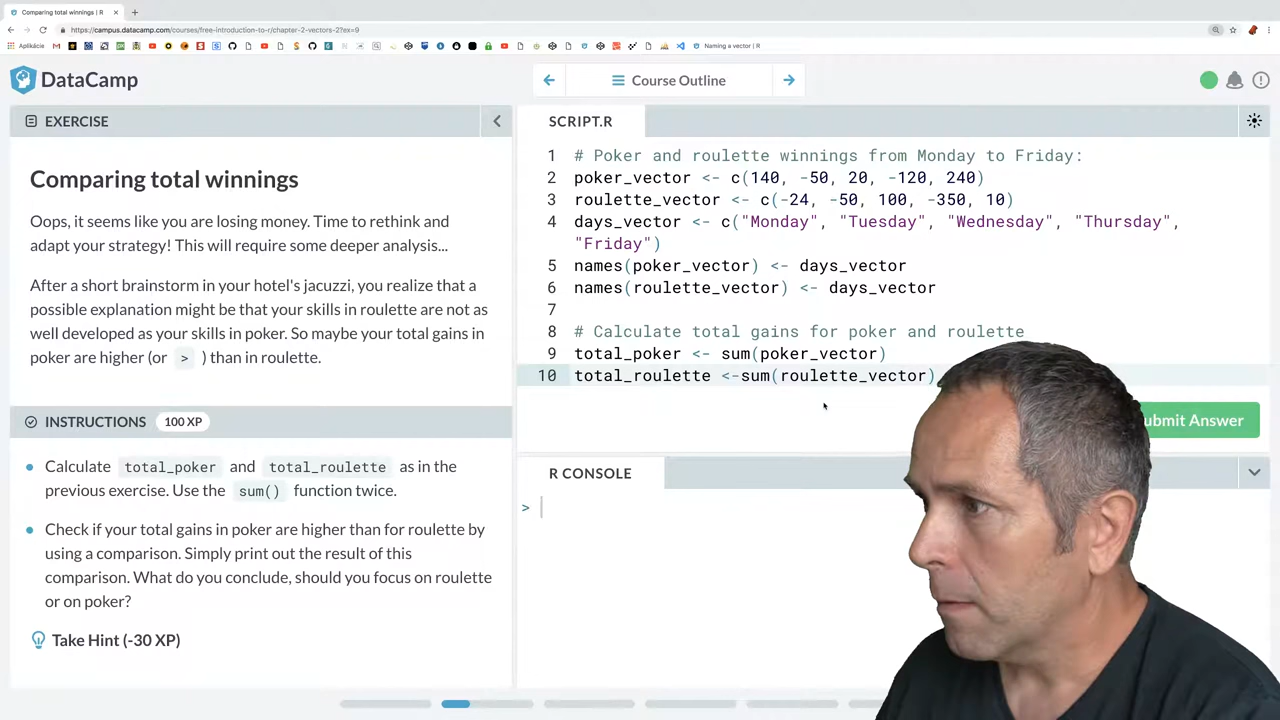 Comparing total winnings | R
https://campus.datacamp.com/courses/free-introduction-to-r/chapter-2-vectors-2?ex=9
Aplikácie
Naming a vector | R
DataCamp
Course Outline
EXERCISE
SCRIPT.R
Comparing total winnings
Oops, it seems like you are losing money. Time to rethink and
adapt your strategy! This will require some deeper analysis...
After a short brainstorm in your hotel's jacuzzi, you realize that a
possible explanation might be that your skills in roulette are not as
well developed as your skills in poker. So maybe your total gains in
poker are higher (or > ) than in roulette.
INSTRUCTIONS 100 XP
Calculate total_poker and total_roulette as in the
previous exercise. Use the sum() function twice.
Check if your total gains in poker are higher than for roulette by
using a comparison. Simply print out the result of this
comparison. What do you conclude, should you focus on roulette
or on poker?
Take Hint (-30 XP)
1 # Poker and roulette winnings from Monday to Friday:
2 poker_vector <- c(140, -50, 20, -120, 240)
3 roulette_vector <- c(-24, -50, 100, -350, 10)
4 days_vector <- c("Monday", "Tuesday", "Wednesday", "Thursday",
"Friday")
5 names(poker_vector) <- days_vector
6 names(roulette_vector) <- days_vector
7
8 # Calculate total gains for poker and roulette
9 total_poker <- sum(poker_vector)
10 total_roulette <-sum(roulette_vector)
ubmit Answer
R CONSOLE
>